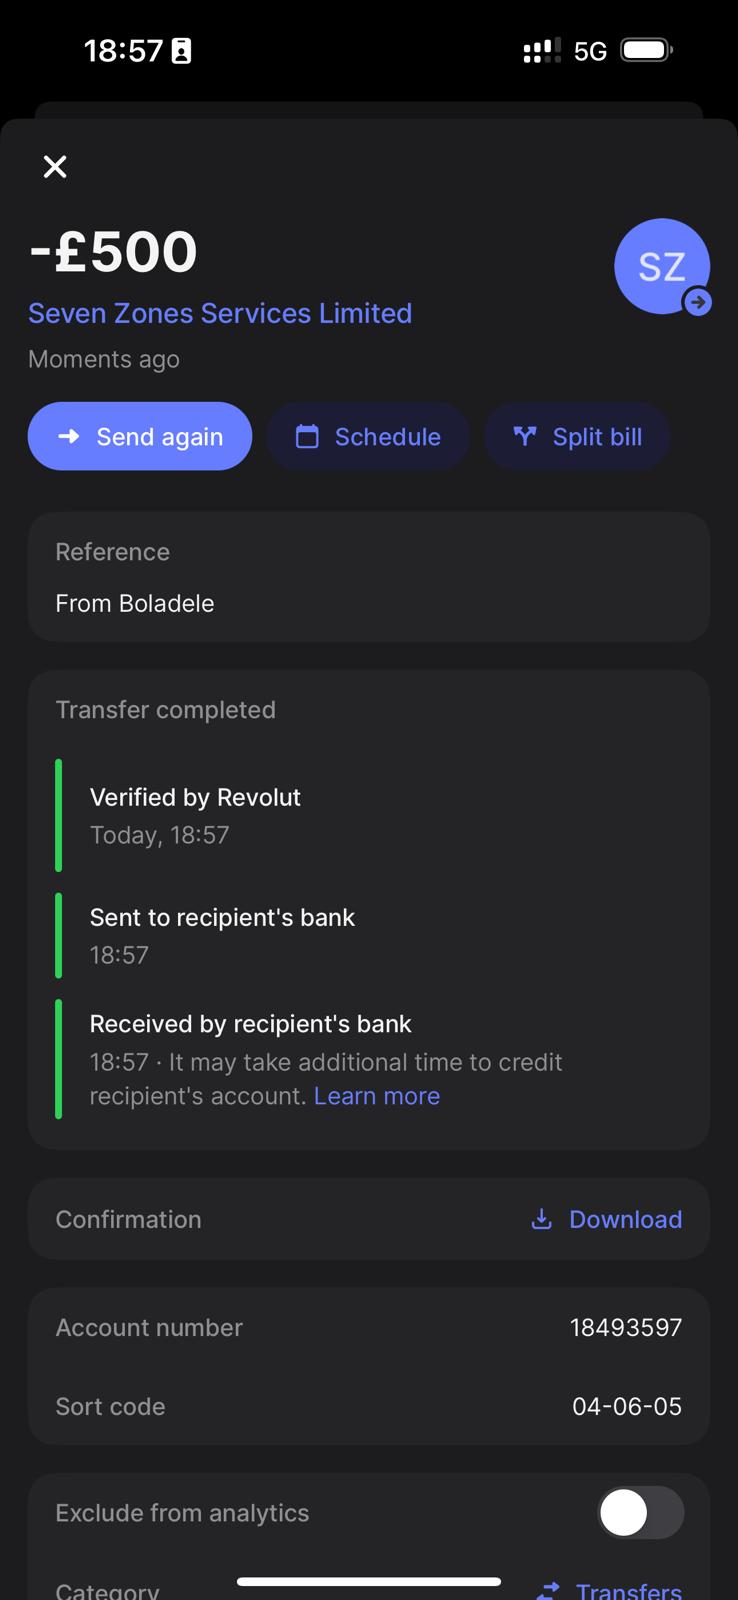 18:57
5G
-£500
SZ
Seven Zones Services Limited
Moments ago
Send again
Schedule
Split bill
Reference
From Boladele
Transfer completed
Verified by Revolut
Today, 18:57
Sent to recipient's bank
18:57
Received by recipient's bank
18:57 · It may take additional time to credit
recipient's account. Learn more
Confirmation
Download
Account number
18493597
Sort code
04-06-05
Exclude from analytics
Category
Transfers